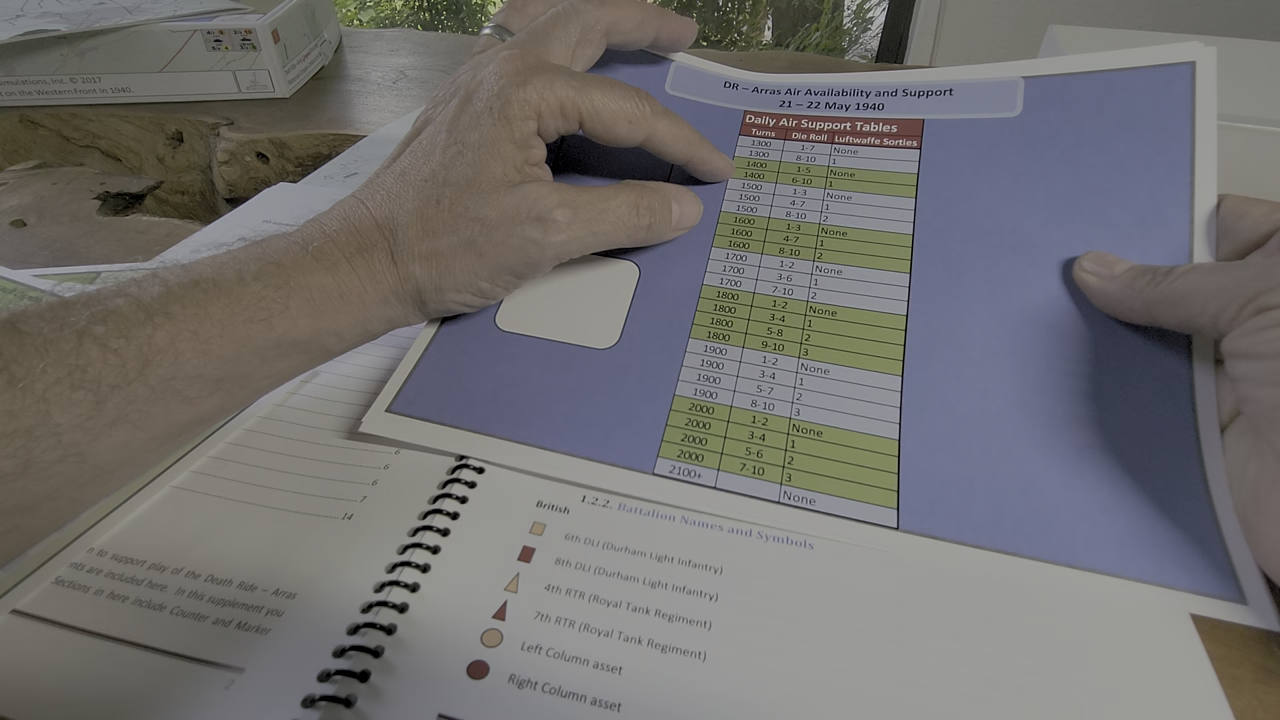 imulations, Inc. © 2017
t on the Western Front in 1940.
DR – Arras Air Availability and Support
21 – 22 May 1940
Daily Air Support Tables
Turns Die Roll Luftwaffe Sorties
1300 1-7 None
1300 8-10 1
1400 1-5 None
1400 6-10 1
1500 1-3 None
1500 4-7
1500 8-10 2
1600 1-3 None
1600 4-7 1
1600 8-10 2
1700 1-2 None
1700 3-6 1
1700 7-10 2
1800 1-2 None
1800 3-4 1
1800 5-8 2
1800 9-10 3
1900 1-2 None
1900 3-4 1
1900 5-7 2
1900 8-10 3
2000 1-2 None
2000 3-4 1
2000 5-6 2
2000 7-10 3
2100+ None
6
6
6
7
14
n to support play of the Death Ride – Arras
nts are included here. In this supplement you
Sections in here include Counter and Marker
2
1.2.2. Battalion Names and Symbols
British
6th DLI (Durham Light Infantry)
8th DLI (Durham Light Infantry)
4th RTR (Royal Tank Regiment)
7th RTR (Royal Tank Regiment)
Left Column asset
Right Column asset